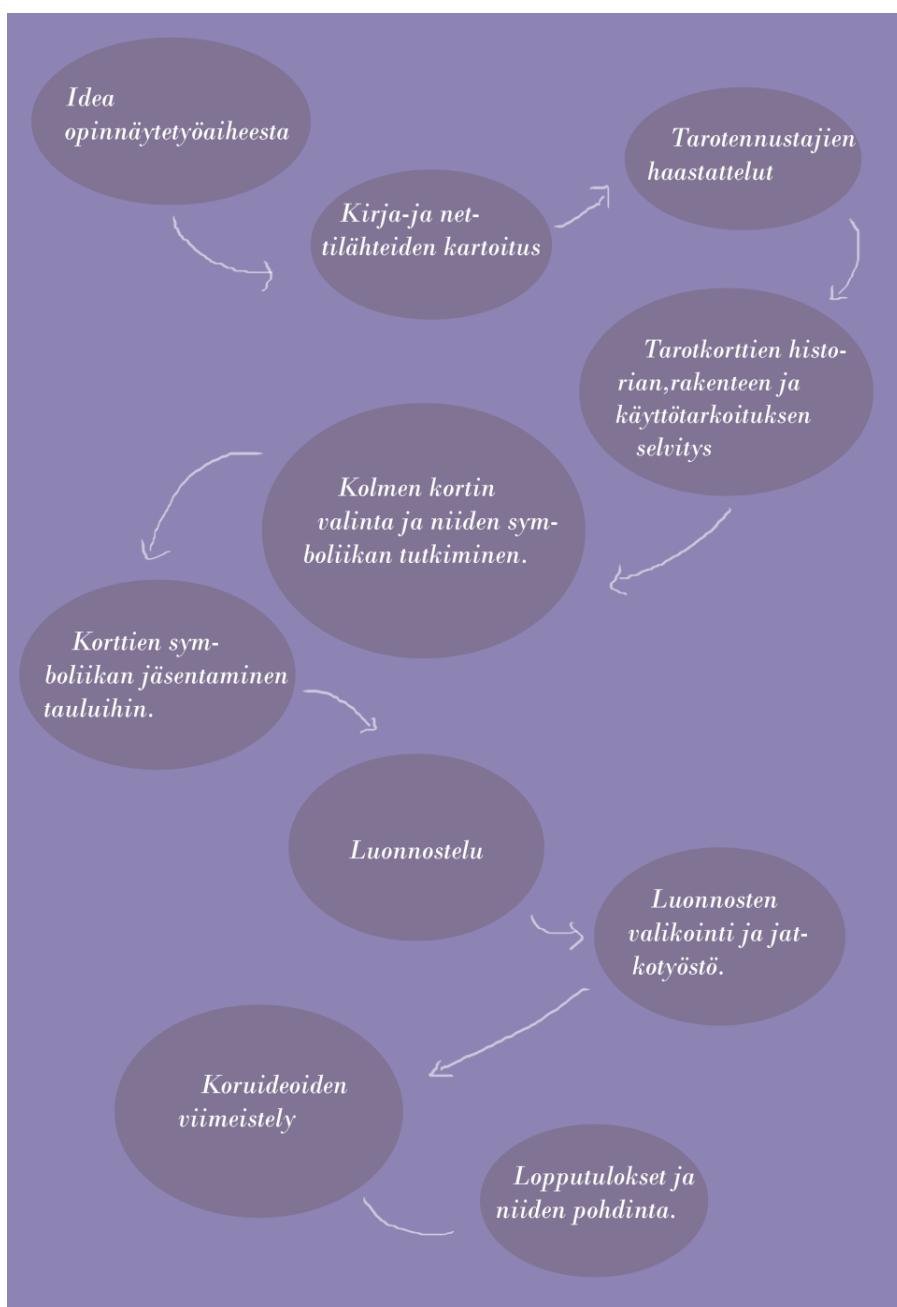 Idea
opinnäytetyöaiheesta
Kirja-ja net-
tilähteiden kartoitus
Tarotennustajien
haastattelut
Tarotkorttien histo-
rian,rakenteen ja
käyttötarkoituksen
selvitys
Kolmen kortin
valinta ja niiden sym-
boliikan tutkiminen.
Korttien sym-
boliikan jäsentaminen
tauluihin.
Luonnostelu
Luonnosten
valikointi ja jat-
kotyöstö.
Koruideoiden
viimeistely
Lopputulokset ja
niiden pohdinta.